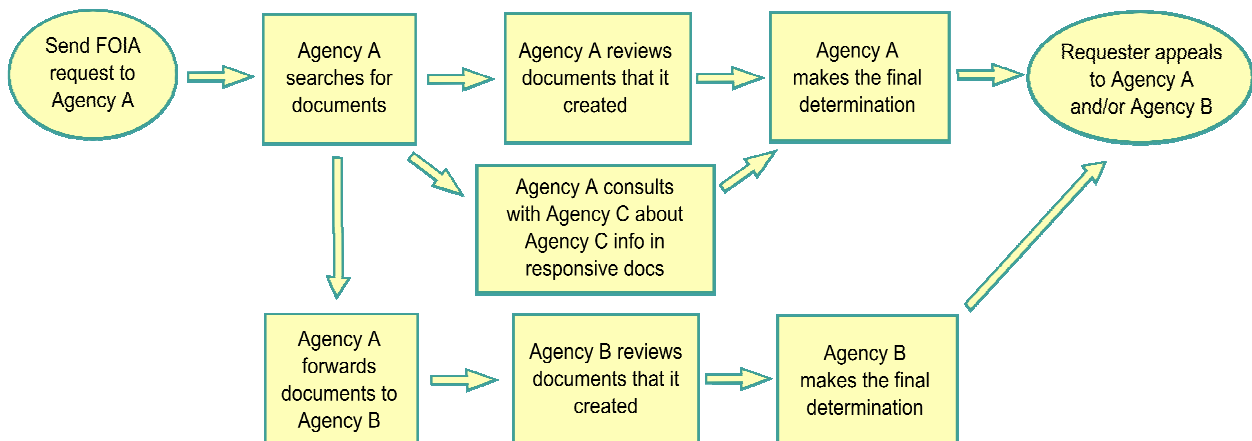 Send FOIA
request to
Agency A
Agency A
searches for
documents
Agency A reviews
documents that it
created
Agency A
makes the final
determination
Requester appeals
to Agency A
and/or Agency B
Agency A consults
with Agency C about
Agency C info in
responsive docs
Agency A
forwards
documents to
Agency B
Agency B reviews
documents that it
created
Agency B
makes the final
determination